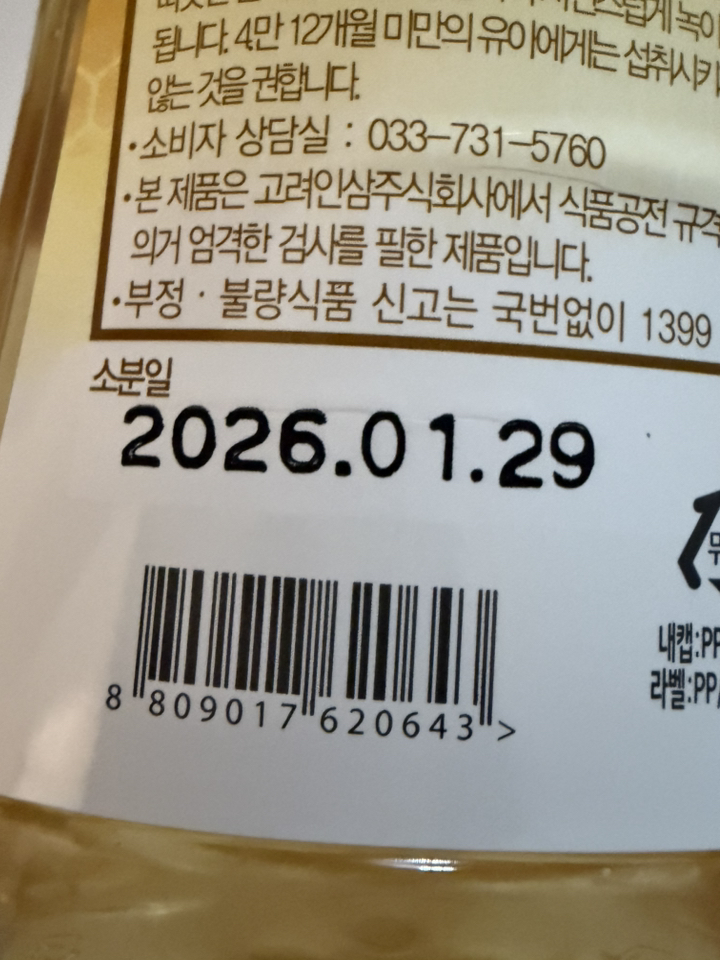 됩니다. 4만 12개월 미만의 유아에게는 섭취시키
않는 것을 권합니다.
•소비자 상담실 : 033-731-5760
•본 제품은 고려인삼주식회사에서 식품공전 규격
의거 엄격한 검사를 필한 제품입니다.
•부정·불량식품 신고는 국번없이 1399
소분일
2026.01.29
8 809017 620643 >
내캡:PP
라벨:PP